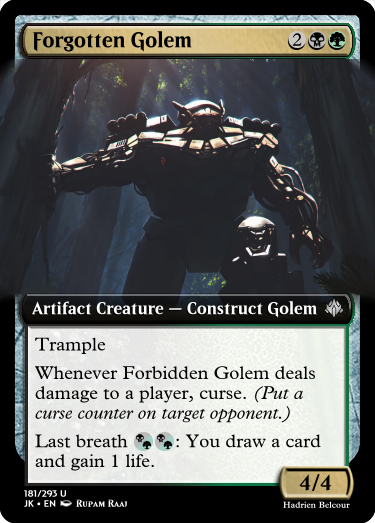 Forgotten Golem 2
Artifact Creature — Construct Golem
Trample
Whenever Forbidden Golem deals
damage to a player, curse. (Put a
curse counter on target opponent.)
Last breath : You draw a card
and gain 1 life.
4/4
181/293 U
JK • EN Rupam Raaj
Hadrien Belcour